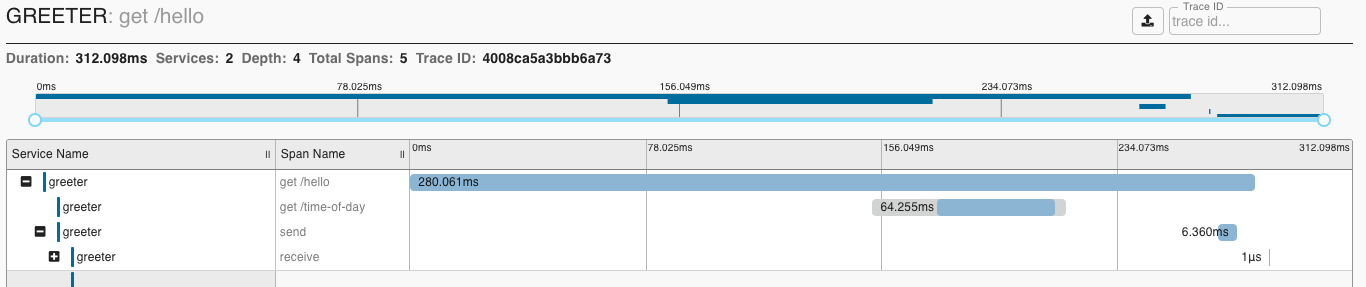 GREETER: get /hello
Trace ID
trace id...
Duration: 312.098ms Services: 2 Depth: 4 Total Spans: 5 Trace ID: 4008ca5a3bbb6a73
0ms 78.025ms 156.049ms 234.073ms 312.098ms
Service Name Span Name 0ms 78.025ms 156.049ms 234.073ms 312.098ms
greeter get /hello 280.061ms
greeter get /time-of-day 64.255ms
greeter send 6.360ms
greeter receive 1μs